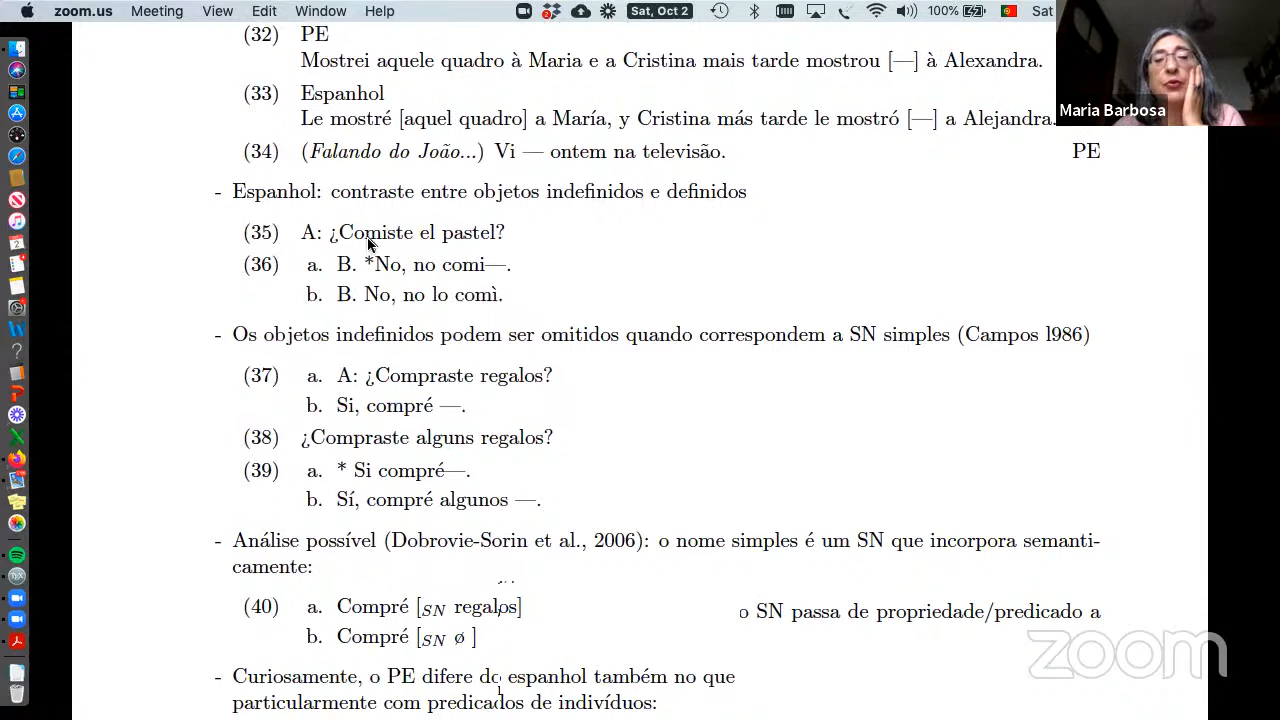 zoom.us Meeting View Edit Window Help Sat, Oct 2 100% Sat
(32) PE
Mostrei aquele quadro à Maria e a Cristina mais tarde mostrou [—] à Alexandra.
(33) Espanhol
Le mostré [aquel quadro] a María, y Cristina más tarde le mostró [—] a Alejandra.
Maria Barbosa
(34) (Falando do João...) Vi — ontem na televisão. PE
- Espanhol: contraste entre objetos indefinidos e definidos
(35) A: ¿Comiste el pastel?
(36) a. B. *No, no comi—.
b. B. No, no lo comì.
- Os objetos indefinidos podem ser omitidos quando correspondem a SN simples (Campos l986)
(37) a. A: ¿Compraste regalos?
b. Si, compré —.
(38) ¿Compraste alguns regalos?
(39) a. * Si compré—.
b. Sí, compré algunos —.
- Análise possível (Dobrovie-Sorin et al., 2006): o nome simples é um SN que incorpora semanti-
camente:
(40) a. Compré [SN regalos]
o SN passa de propriedade/predicado a
b. Compré [SN ø ]
- Curiosamente, o PE difere do espanhol também no que
particularmente com predicados de indivíduos:
zoom